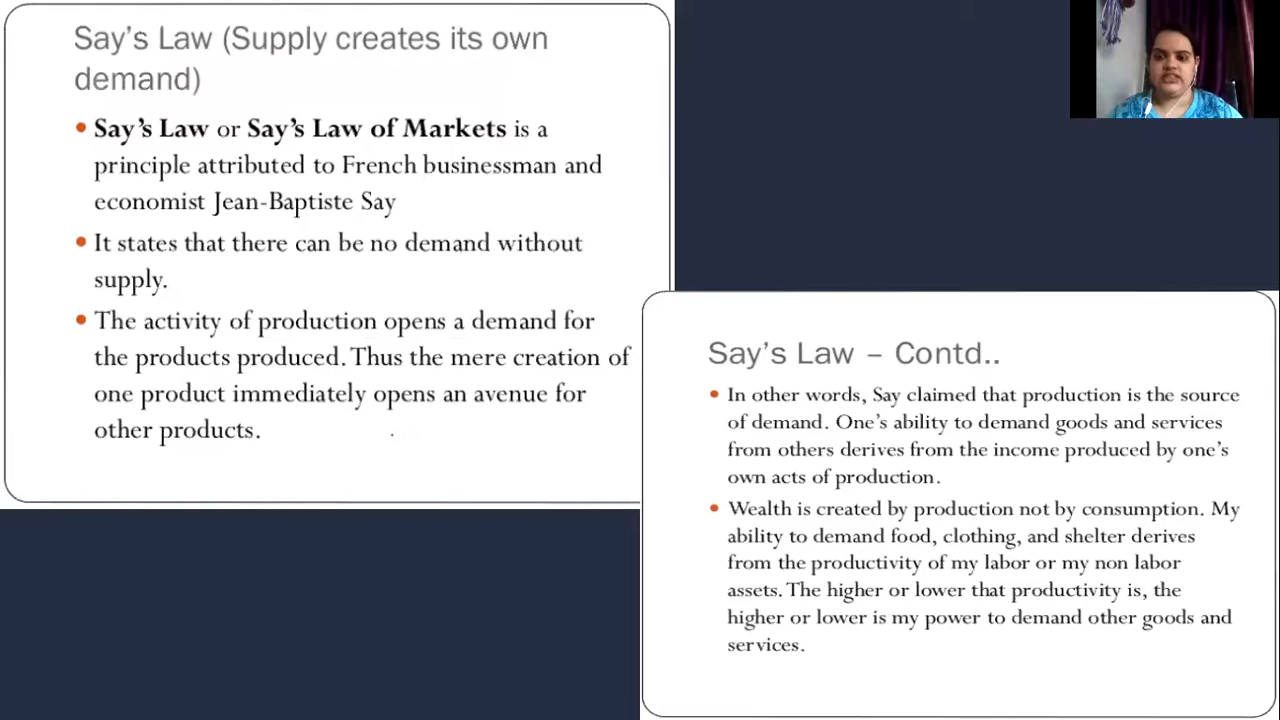 Say’s Law (Supply creates its own
demand)
• Say’s Law or Say’s Law of Markets is a
principle attributed to French businessman and
economist Jean-Baptiste Say
• It states that there can be no demand without
supply.
• The activity of production opens a demand for
the products produced. Thus the mere creation of
one product immediately opens an avenue for
other products.
Say’s Law – Contd..
• In other words, Say claimed that production is the source
of demand. One’s ability to demand goods and services
from others derives from the income produced by one’s
own acts of production.
• Wealth is created by production not by consumption. My
ability to demand food, clothing, and shelter derives
from the productivity of my labor or my non labor
assets. The higher or lower that productivity is, the
higher or lower is my power to demand other goods and
services.